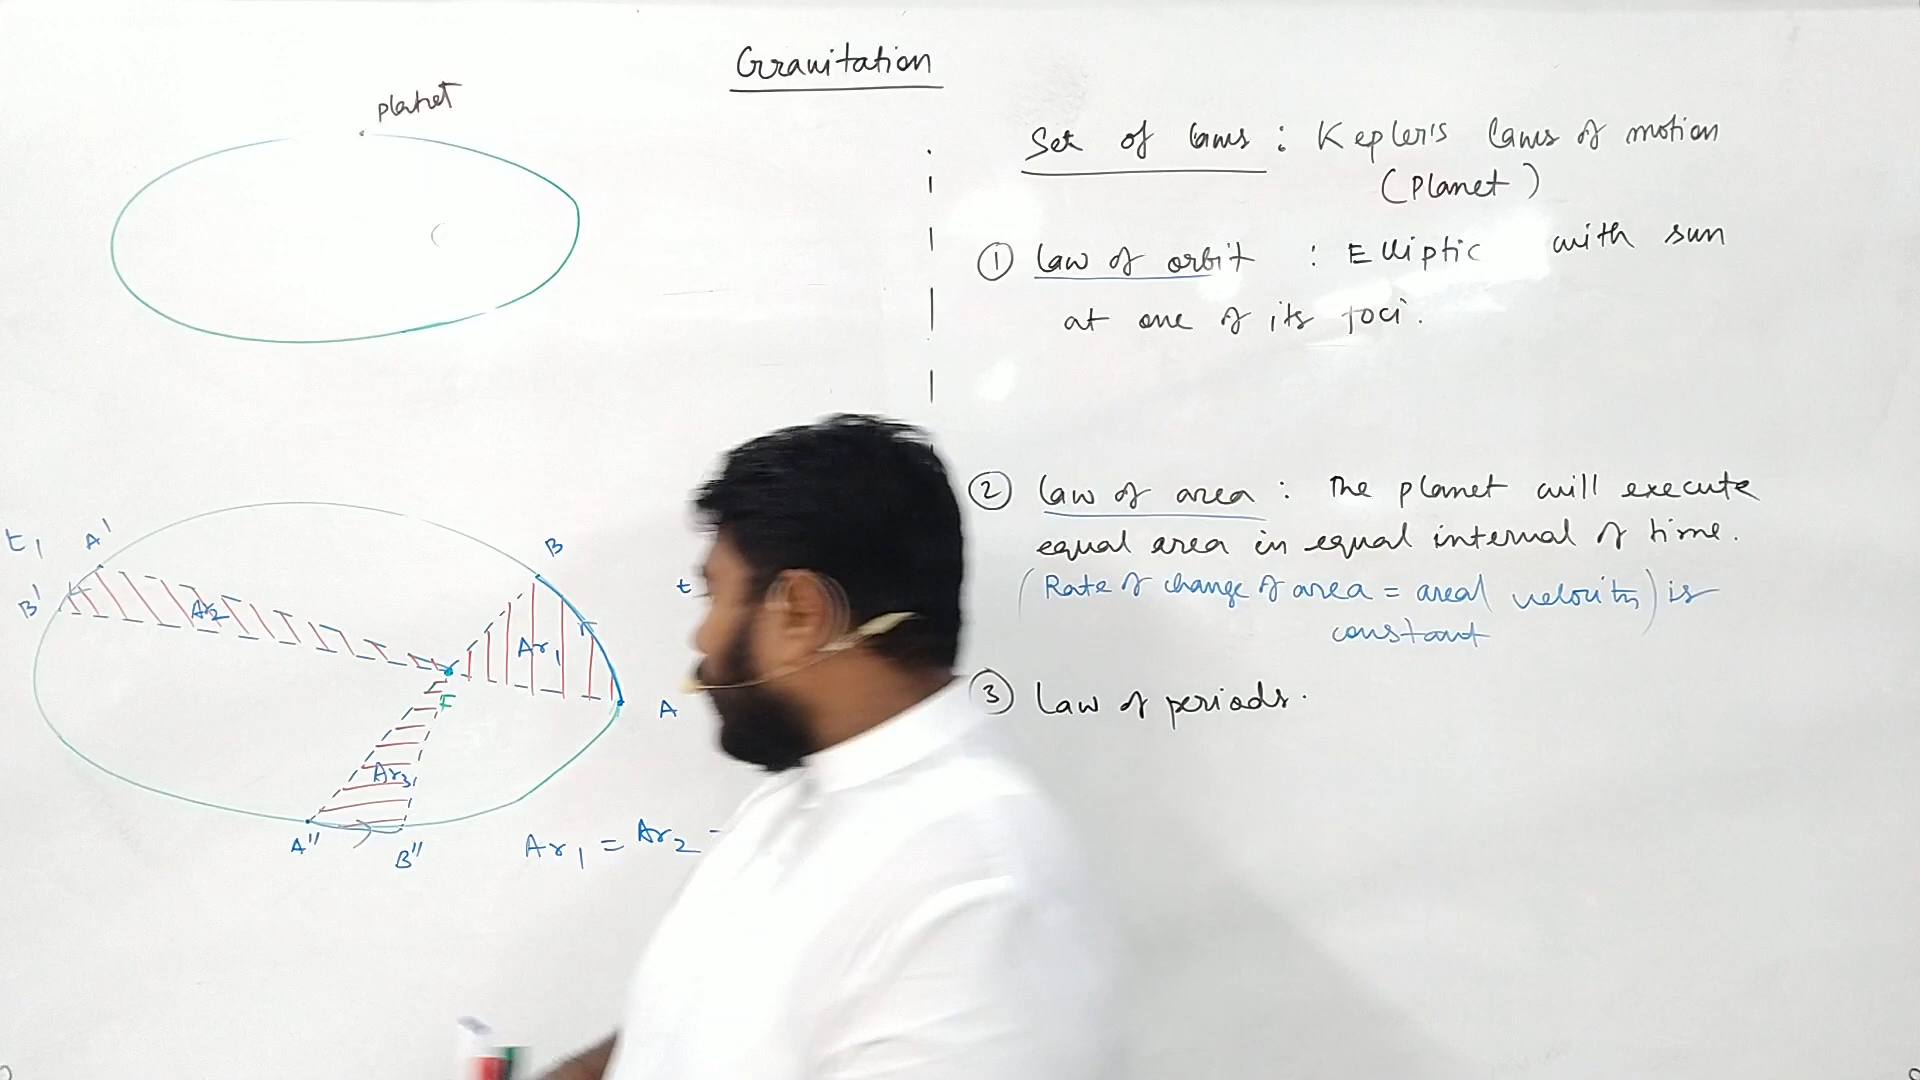 Gravitation
planet
Set of laws : Kepler's laws of motion
(Planet)
① law of orbit : Elliptic with sun
at one of its foci.
② law of area : The planet will execute
equal area in equal interval of time.
(Rate of change of area = areal velocity) is
constant
③ Law of periods.
t1 A'
B'
Ar2
B
t
Ar1
F
A
Ar3
A"
B"
Ar1 = Ar2 =